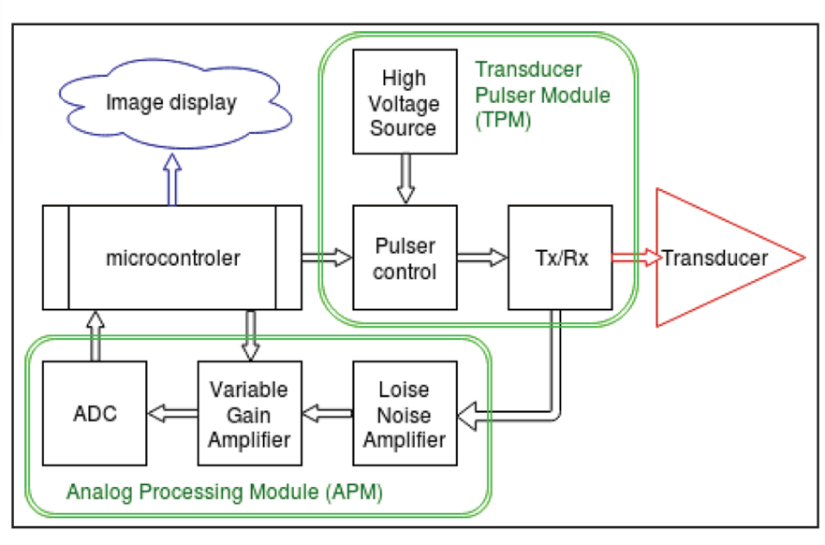 Image display
High
Voltage
Source
Transducer
Pulser Module
(TPM)
microcontroler
Pulser
control
Tx/Rx
Transducer
ADC
Variable
Gain
Amplifier
Loise
Noise
Amplifier
Analog Processing Module (APM)